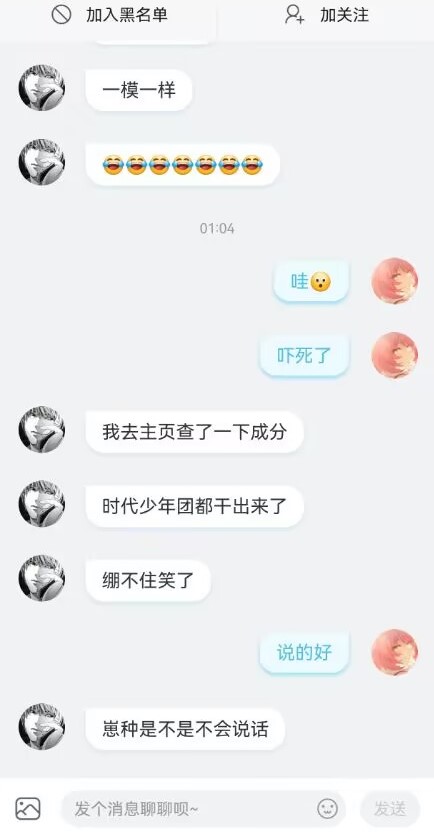 加入黑名单
加关注
一模一样
😂😂😂😂😂😂😂
01:04
哇😮
吓死了
我去主页查了一下成分
时代少年团都干出来了
绷不住笑了
说的好
崽种是不是不会说话
发个消息聊聊呗~
发送